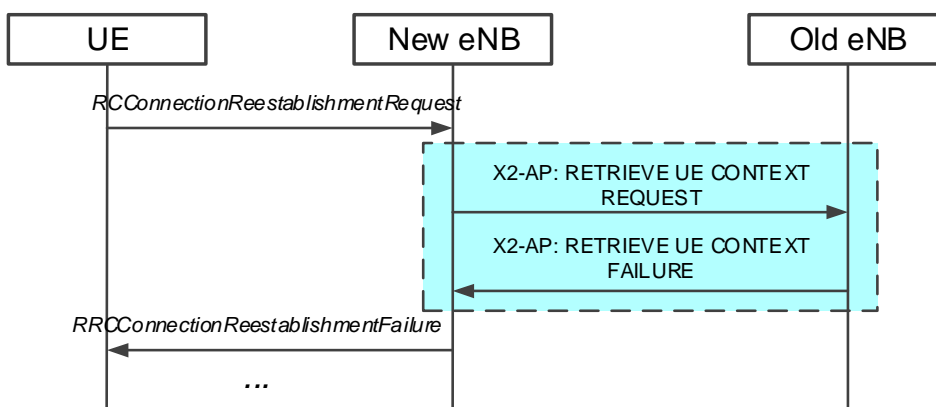 UE
New eNB
Old eNB
RCConnectionReestablishmentRequest
X2-AP: RETRIEVE UE CONTEXT
REQUEST
X2-AP: RETRIEVE UE CONTEXT
FAILURE
RRCConnectionReestablishmentFailure
...